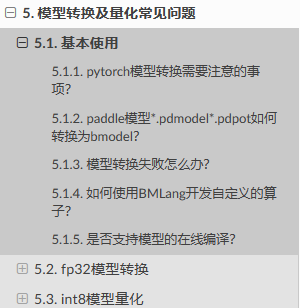 5. 模型转换及量化常见问题
5.1. 基本使用
5.1.1. pytorch模型转换需要注意的事
项？
5.1.2. paddle模型*.pdmodel*.pdpot如何
转换为bmodel？
5.1.3. 模型转换失败怎么办？
5.1.4. 如何使用BMLang开发自定义的算
子？
5.1.5. 是否支持模型的在线编译？
5.2. fp32模型转换
5.3. int8模型量化